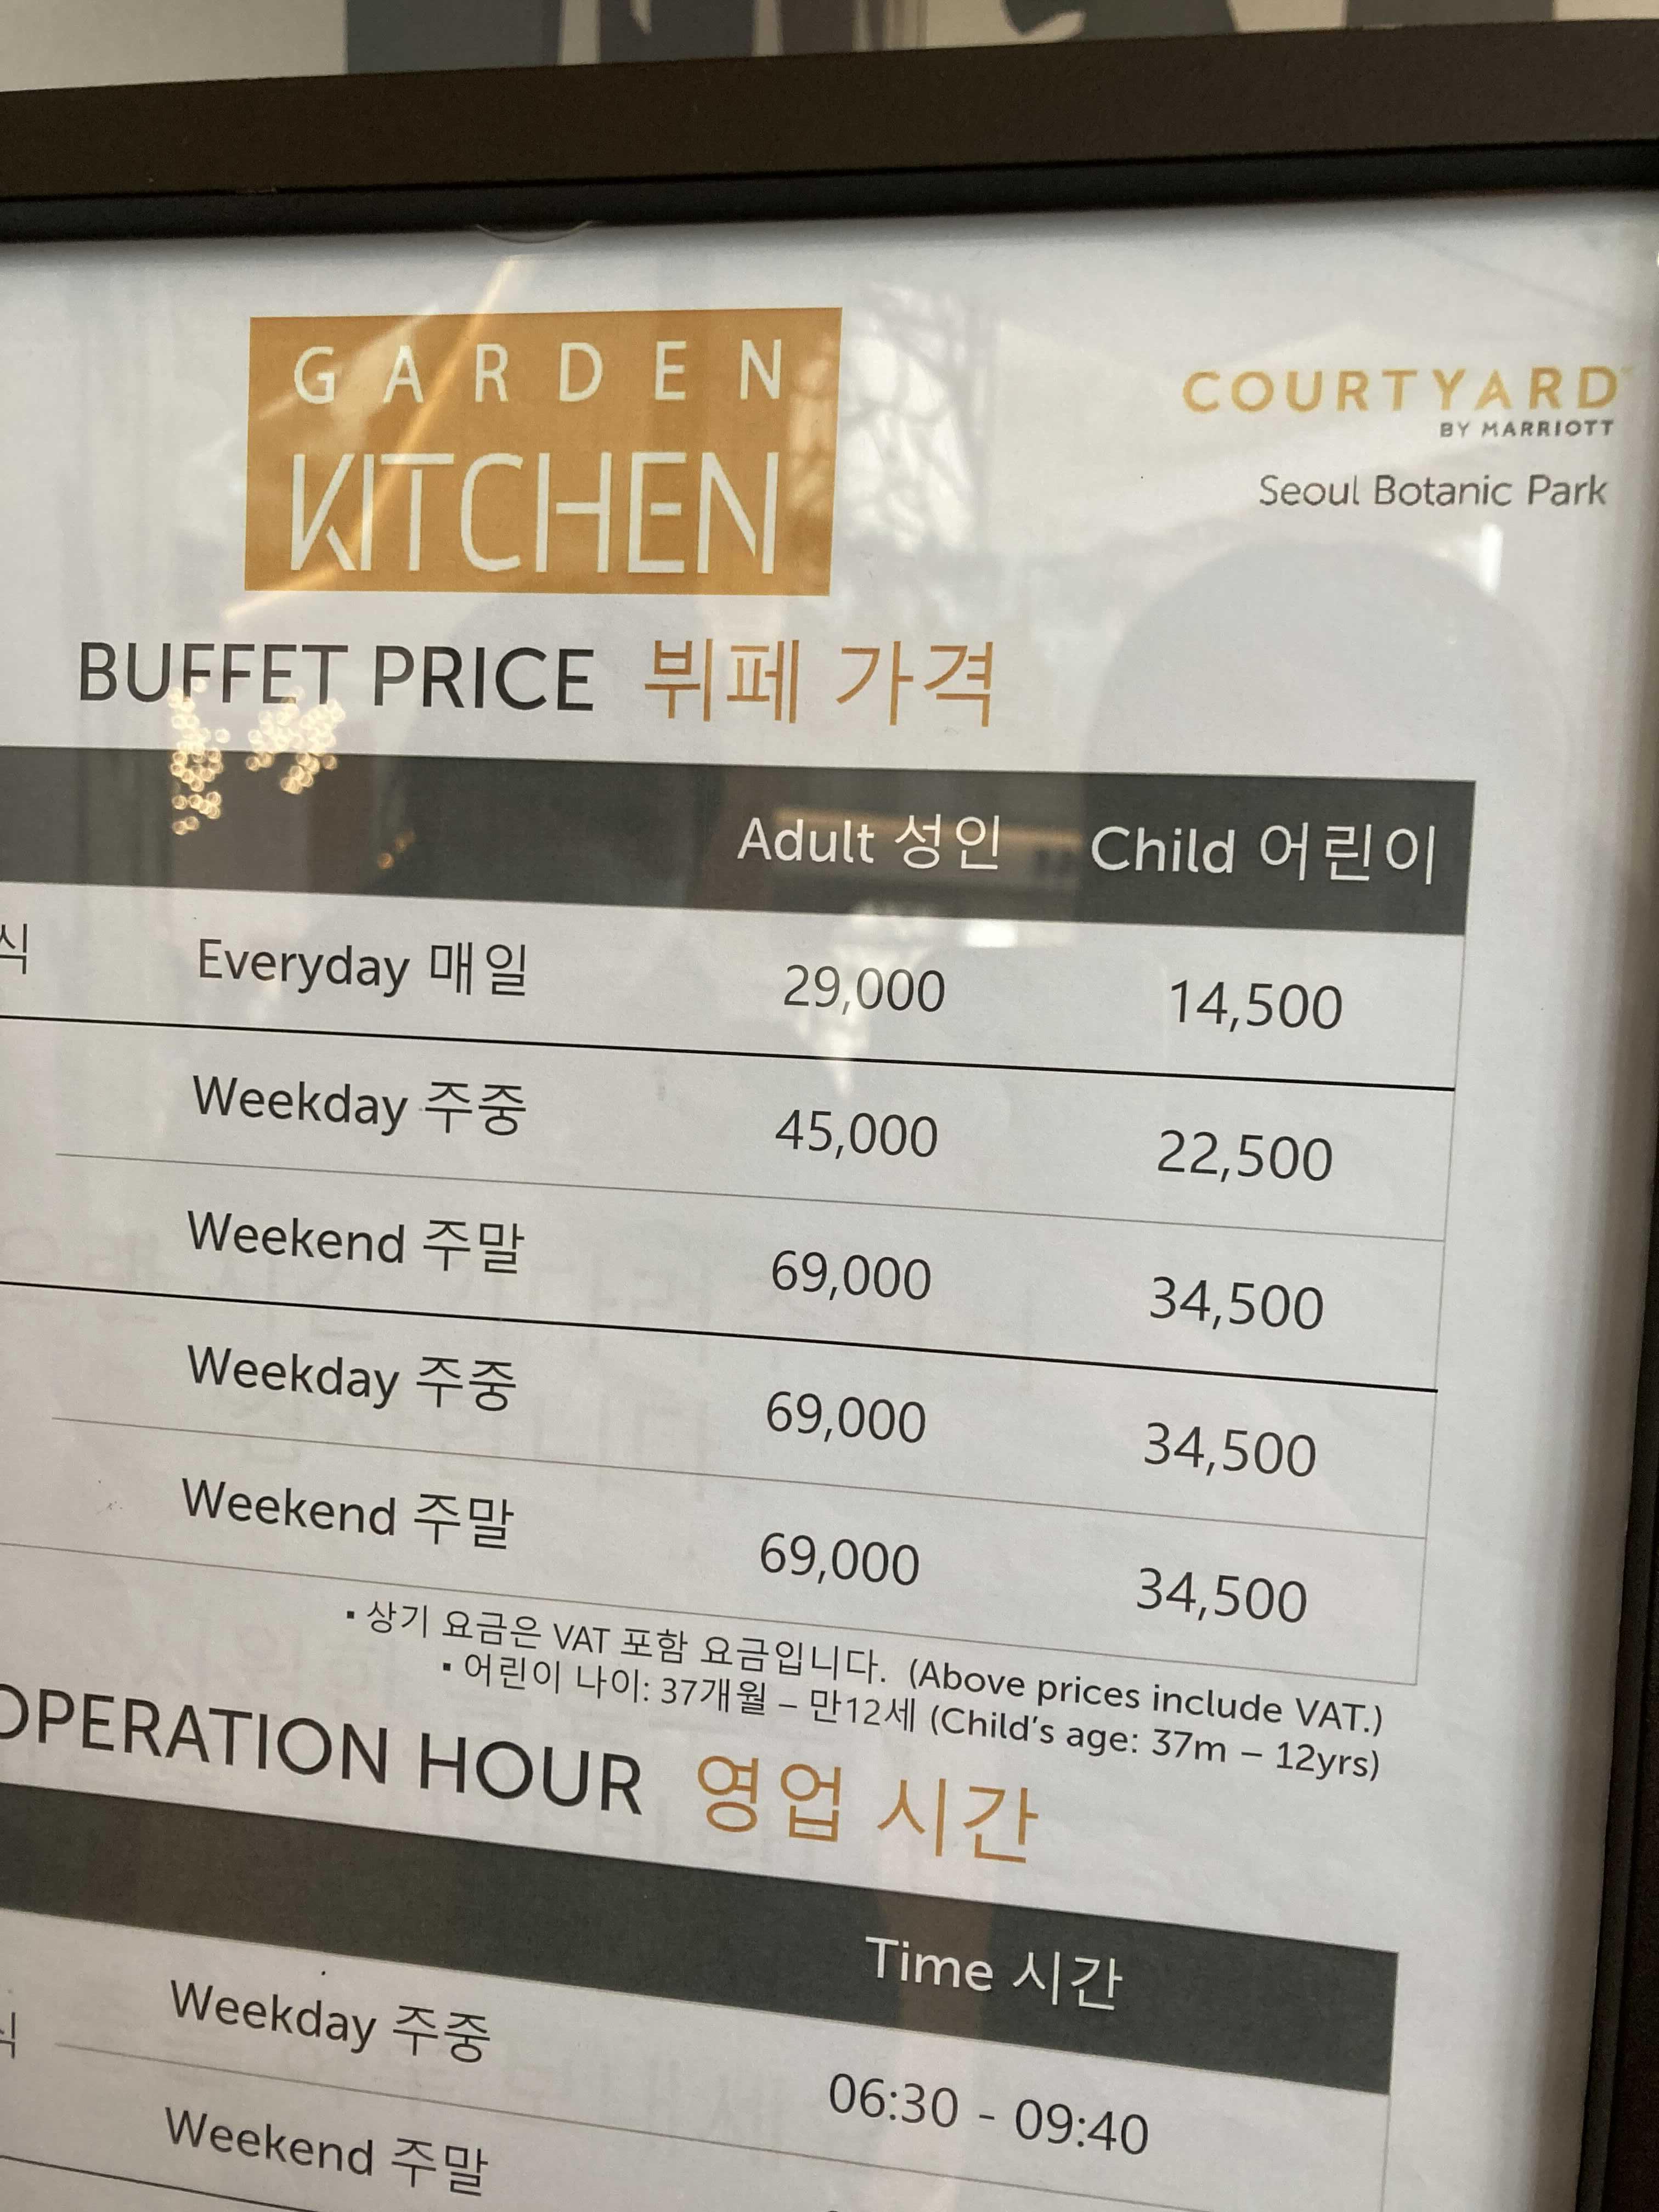 GARDEN
KITCHEN
COURTYARD
BY MARRIOTT
Seoul Botanic Park
BUFFET PRICE 뷔페 가격
Adult 성인 Child 어린이
식 Everyday 매일 29,000 14,500
Weekday 주중 45,000 22,500
Weekend 주말 69,000 34,500
Weekday 주중 69,000 34,500
Weekend 주말 69,000 34,500
▪ 상기 요금은 VAT 포함 요금입니다. (Above prices include VAT.)
▪ 어린이 나이: 37개월 – 만12세 (Child's age: 37m – 12yrs)
OPERATION HOUR 영업 시간
Time 시간
식 Weekday 주중 06:30 - 09:40
Weekend 주말